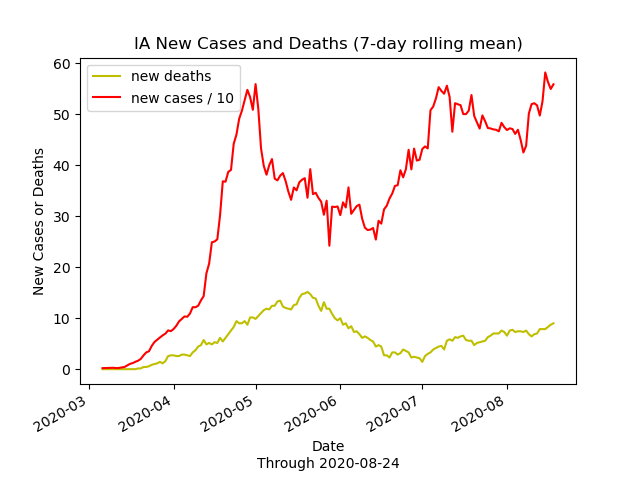 IA New Cases and Deaths (7-day rolling mean)
new deaths
new cases / 10
New Cases or Deaths
60
50
40
30
20
10
0
2020-03
2020-04
2020-05
2020-06
2020-07
2020-08
Date
Through 2020-08-24